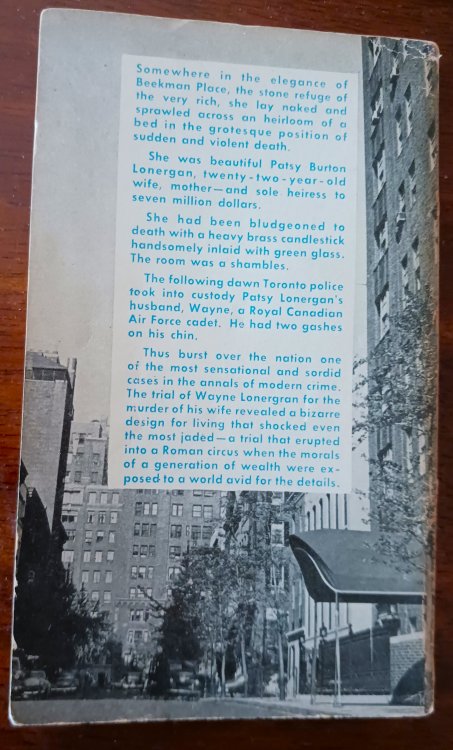 Somewhere in the elegance of
Beekman Place, the stone refuge of
the very rich, she lay naked and
sprawled across an heirloom of a
bed in the grotesque position of
sudden and violent death.
She was beautiful Patsy Burton
Lonergan, twenty-two-year-old
wife, mother—and sole heiress to
seven million dollars.
She had been bludgeoned to
death with a heavy brass candlestick
handsomely inlaid with green glass.
The room was a shambles.
The following dawn Toronto police
took into custody Patsy Lonergan's
husband, Wayne, a Royal Canadian
Air Force cadet. He had two gashes
on his chin.
Thus burst over the nation one
of the most sensational and sordid
cases in the annals of modern crime.
The trial of Wayne Lonergran for the
murder of his wife revealed a bizarre
design for living that shocked even
the most jaded—a trial that erupted
into a Roman circus when the morals
of a generation of wealth were ex-
posed to a world avid for the details.